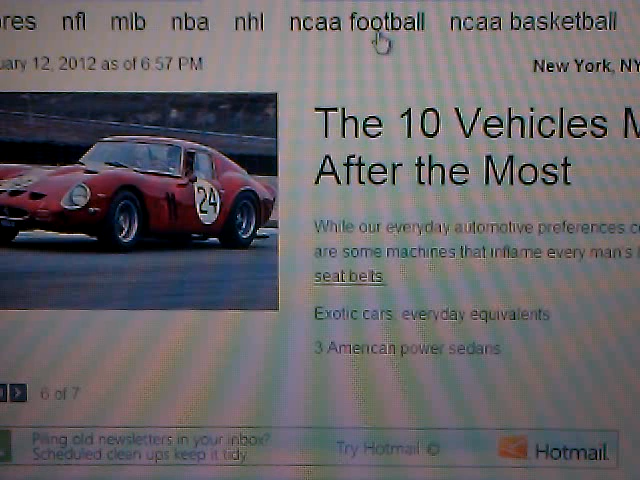 res nfl mlb nba nhl ncaa football ncaa basketball
uary 12, 2012 as of 6:57 PM
New York, NY
The 10 Vehicles M
After the Most
While our everyday automotive preferences c
are some machines that inflame every man's
seat belts.
24
Exotic cars, everyday equivalents
3 American power sedans
6 of 7
Piling old newsletters in your inbox?
Scheduled clean ups keep it tidy.
Try Hotmail
Hotmail.